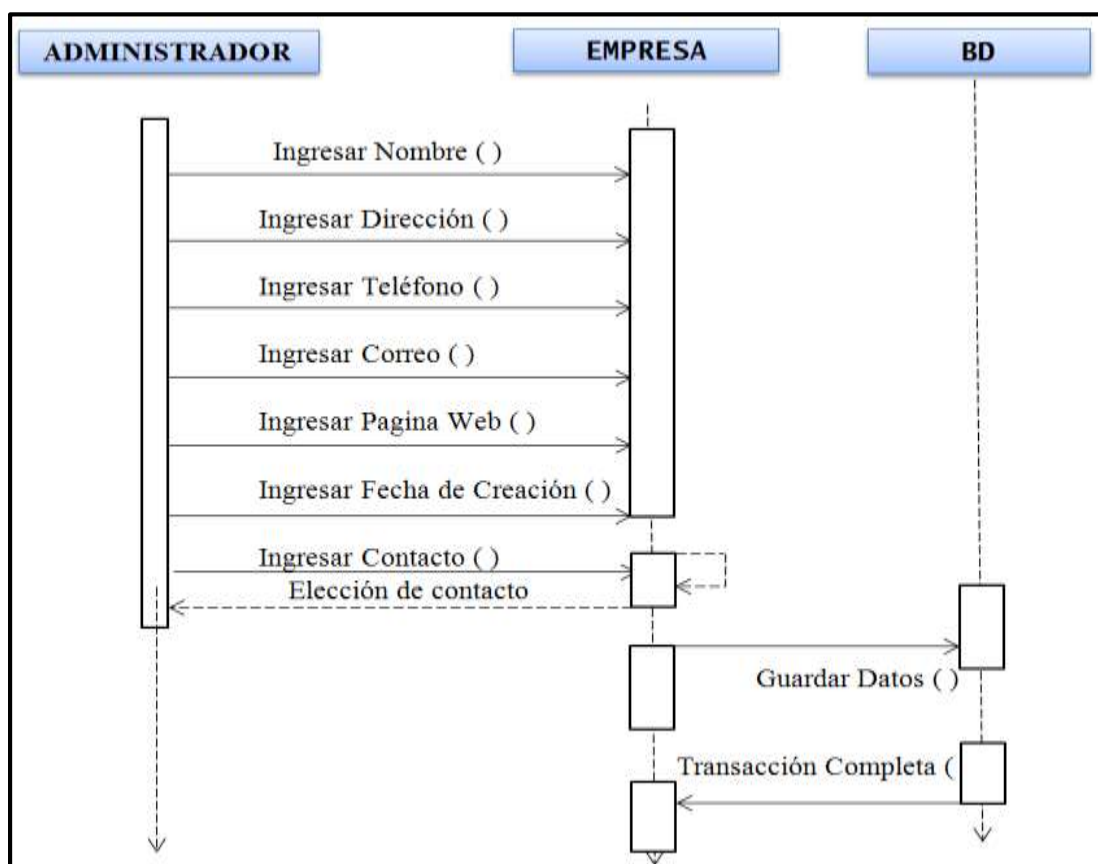 ADMINISTRADOR
EMPRESA
BD
Ingresar Nombre ( )
Ingresar Dirección ( )
Ingresar Teléfono ( )
Ingresar Correo ( )
Ingresar Pagina Web ( )
Ingresar Fecha de Creación ( )
Ingresar Contacto ( )
Elección de contacto
Guardar Datos ( )
Transacción Completa (